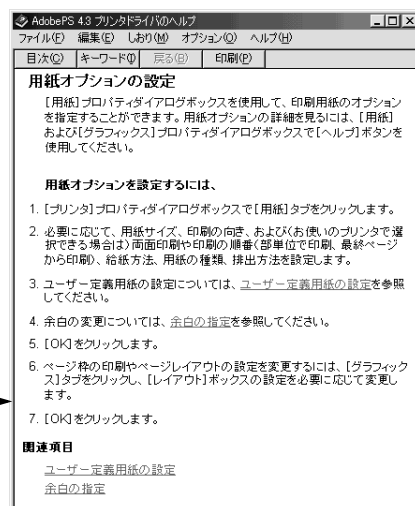 AdobePS 4.3 プリンタドライバのヘルプ
ファイル(F) 編集(E) しおり(M) オプション(O) ヘルプ(H)
目次(C) キーワード(I) 戻る(B) 印刷(P)
用紙オプションの設定
[用紙]プロパティダイアログボックスを使用して、印刷用紙のオプション
を指定することができます。用紙オプションの詳細を見るには、[用紙]
および[グラフィックス]プロパティダイアログボックスで[ヘルプ]ボタンを
使用してください。
用紙オプションを設定するには、
1. [プリンタ]プロパティダイアログボックスで[用紙]タブをクリックします。
2. 必要に応じて、用紙サイズ、印刷の向き、および(お使いのプリンタで選
択できる場合は)両面印刷や印刷の順番(部単位で印刷、最終ページ
から印刷)、給紙方法、用紙の種類、排出方法を設定します。
3. ユーザー定義用紙の設定については、ユーザー定義用紙の設定を参照
してください。
4. 余白の変更については、余白の指定を参照してください。
5. [OK]をクリックします。
6. ページ枠の印刷やページレイアウトの設定を変更するには、[グラフィック
ス]タブをクリックし、[レイアウト]ボックスの設定を必要に応じて変更し
ます。
7. [OK]をクリックします。
関連項目
ユーザー定義用紙の設定
余白の指定